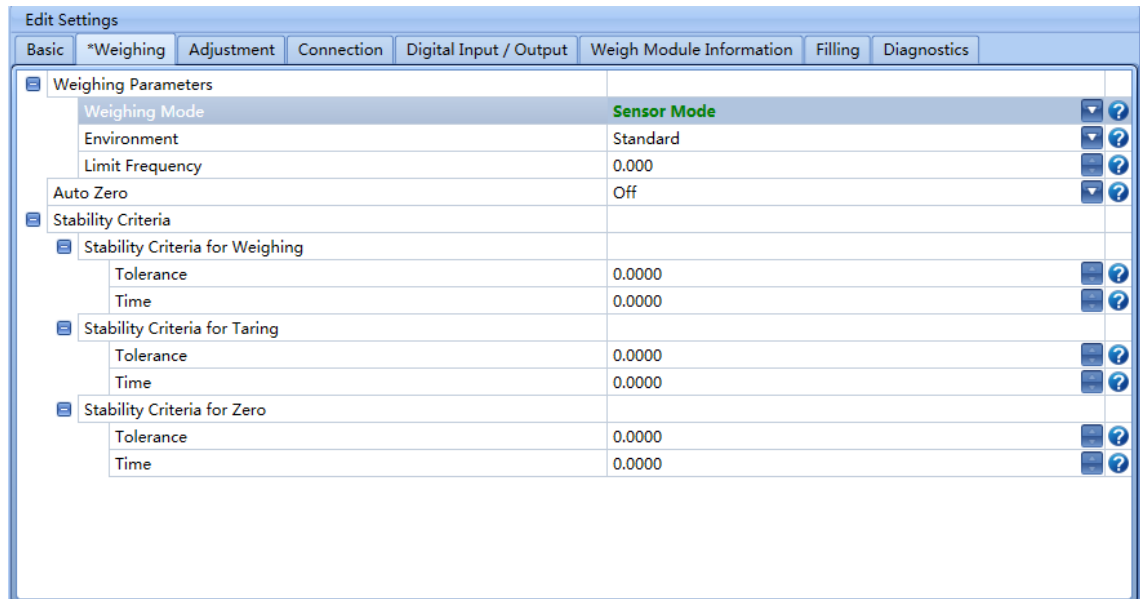 Edit Settings
Basic *Weighing Adjustment Connection Digital Input / Output Weigh Module Information Filling Diagnostics
Weighing Parameters
Weighing Mode Sensor Mode
Environment Standard
Limit Frequency 0.000
Auto Zero Off
Stability Criteria
Stability Criteria for Weighing
Tolerance 0.0000
Time 0.0000
Stability Criteria for Taring
Tolerance 0.0000
Time 0.0000
Stability Criteria for Zero
Tolerance 0.0000
Time 0.0000